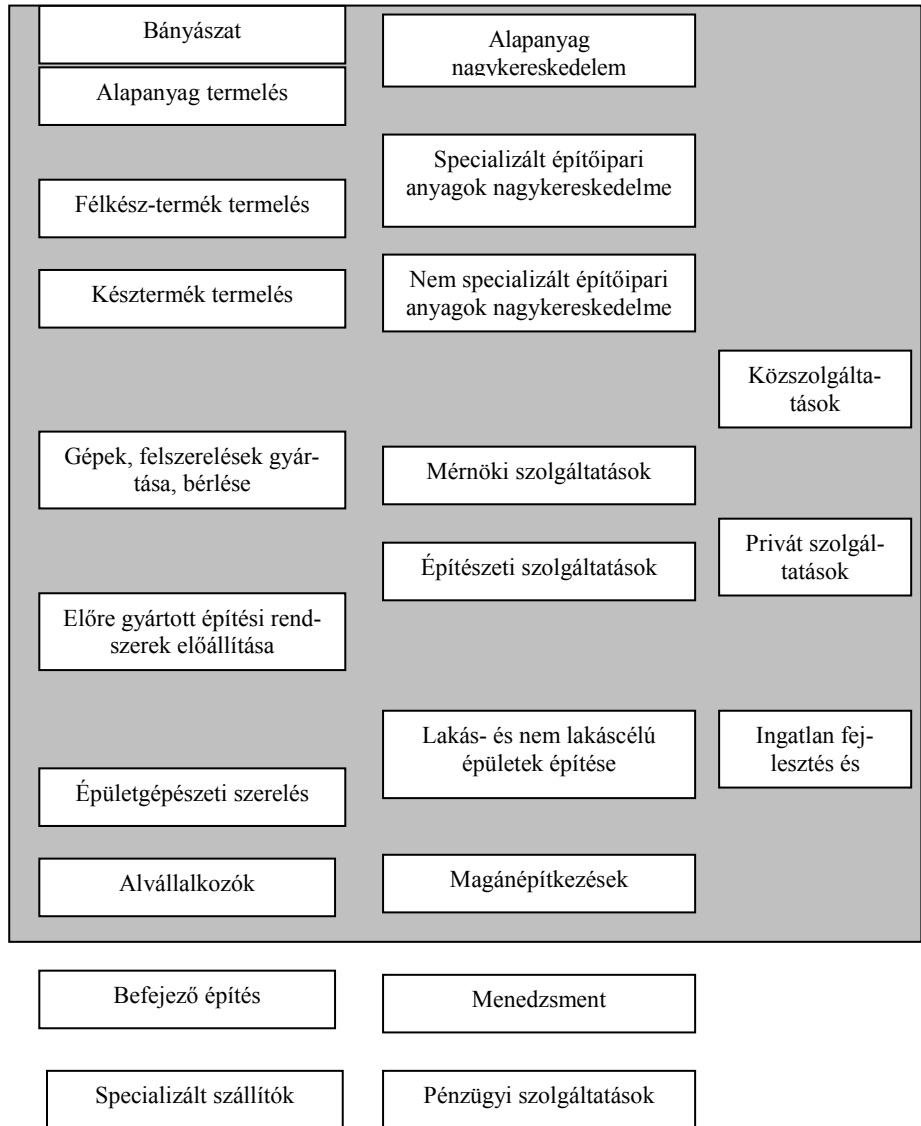 Bányászat
Alapanyag
nagykereskedelem
Alapanyag termelés
Specializált építőipari
anyagok nagykereskedelme
Félkész-termék termelés
Késztermék termelés
Nem specializált építőipari
anyagok nagykereskedelme
Közszolgálta-
tások
Gépek, felszerelések gyár-
tása, bérlése
Mérnöki szolgáltatások
Privát szolgál-
tatások
Építészeti szolgáltatások
Előre gyártott építési rend-
szerek előállítása
Lakás- és nem lakáscélú
épületek építése
Ingatlan fej-
lesztés és
Épületgépészeti szerelés
Alvállalkozók
Magánépítkezések
Befejező építés
Menedzsment
Specializált szállítók
Pénzügyi szolgáltatások